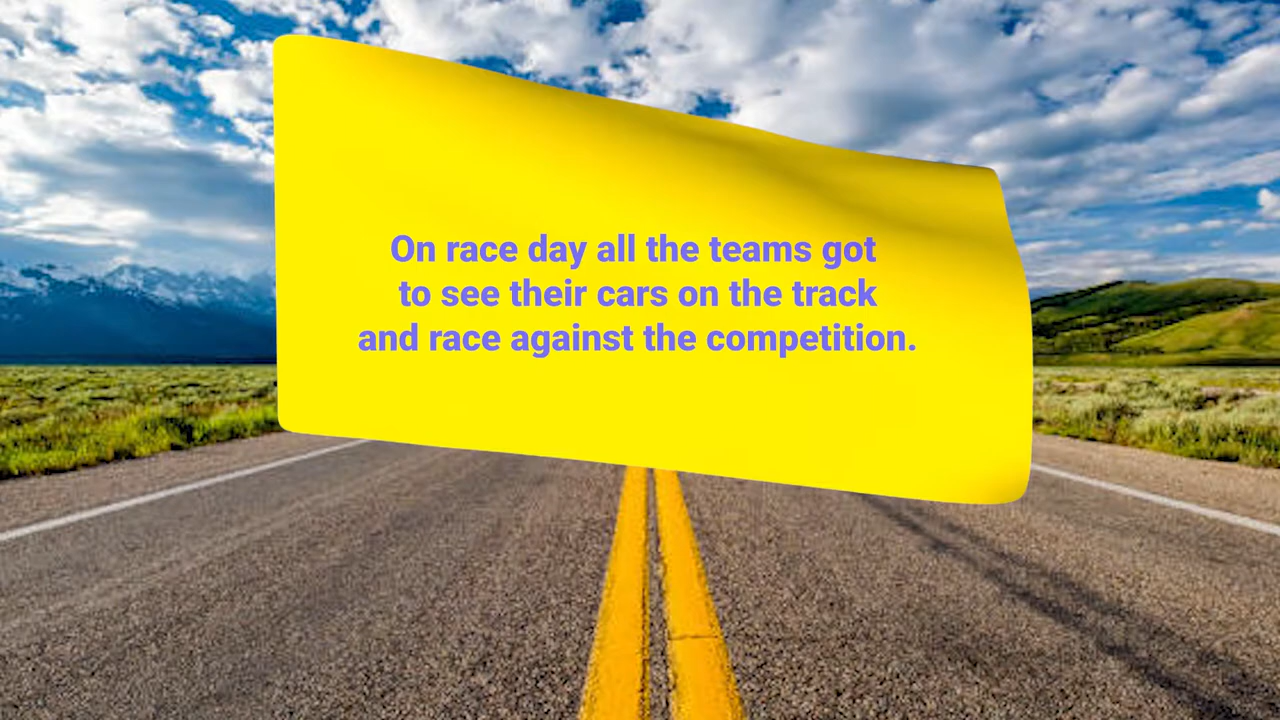 On race day all the teams got
to see their cars on the track
and race against the competition.